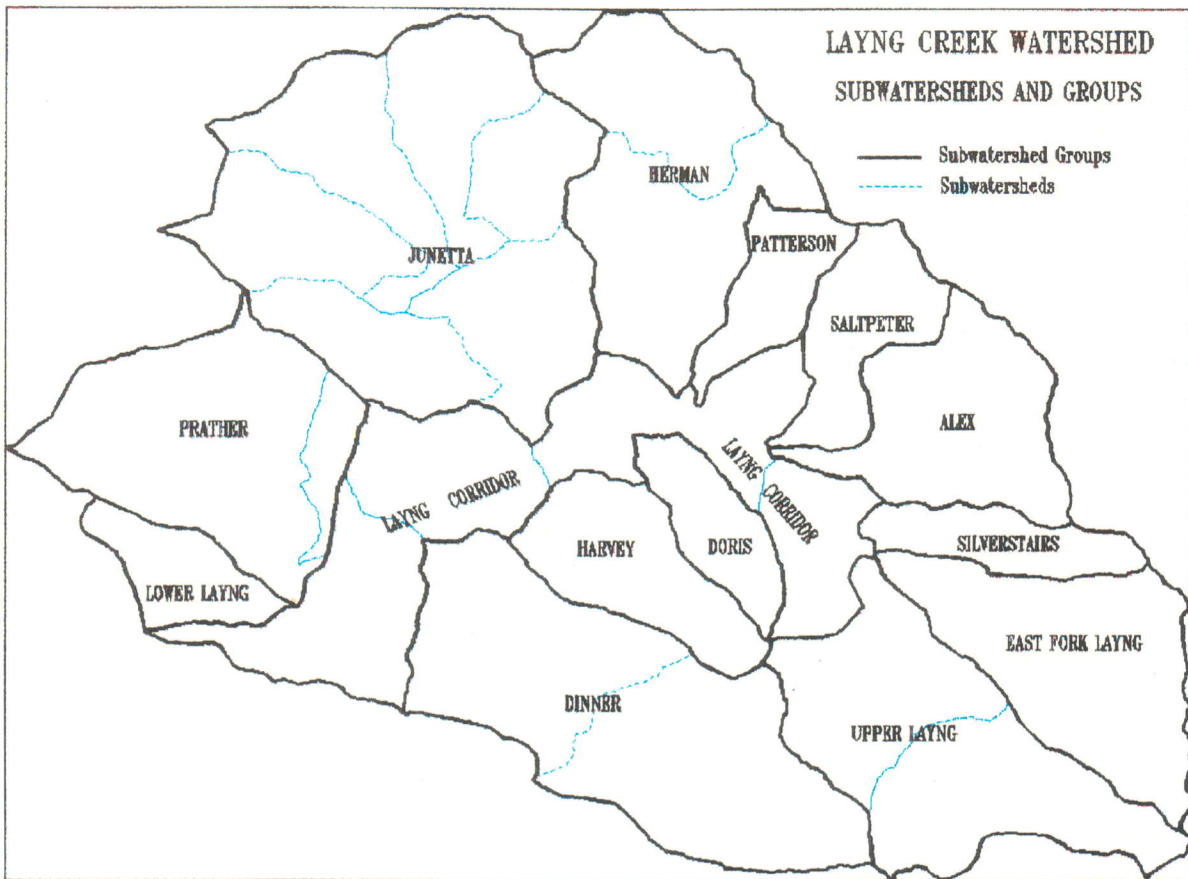 LAYNG CREEK WATERSHED
SUBWATERSHEDS AND GROUPS
Subwatershed Groups
Subwatersheds
HERMAN
PATTERSON
JUNETTA
SALTPETER
ALEX
PRATHER
LAYNG CORRIDOR
LAYNG CORRIDOR
HARVEY
DORIS
SILVERSTAIRS
LOWER LAYNG
EAST FORK LAYNG
DINNER
UPPER LAYNG